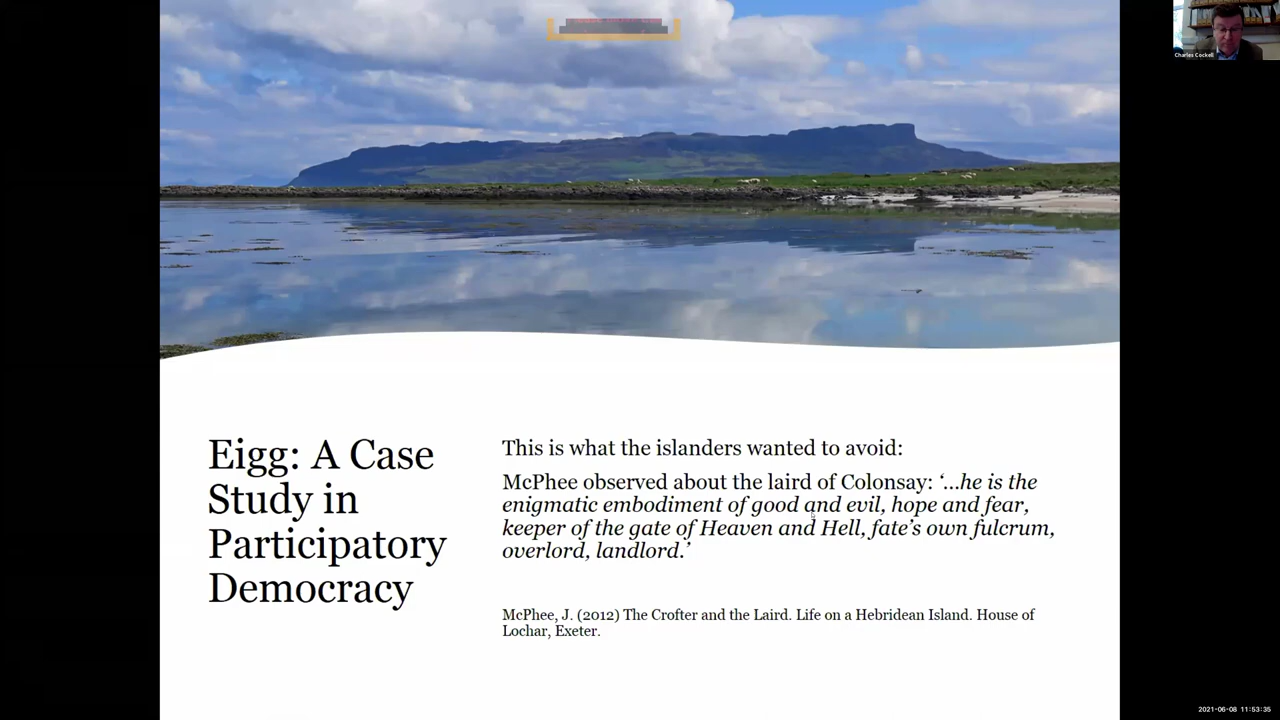 Charles Cockell
Eigg: A Case
Study in
Participatory
Democracy
This is what the islanders wanted to avoid:
McPhee observed about the laird of Colonsay: ‘…he is the
enigmatic embodiment of good and evil, hope and fear,
keeper of the gate of Heaven and Hell, fate’s own fulcrum,
overlord, landlord.’
McPhee, J. (2012) The Crofter and the Laird. Life on a Hebridean Island. House of
Lochar, Exeter.
2021-06-08 11:53:35